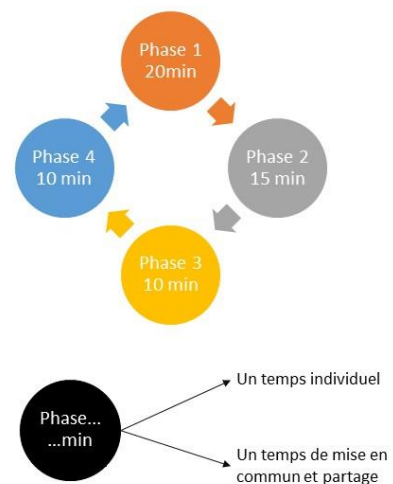 Phase 1
20min
Phase 2
15 min
Phase 3
10 min
Phase 4
10 min
Phase...
...min
Un temps individuel
Un temps de mise en
commun et partage